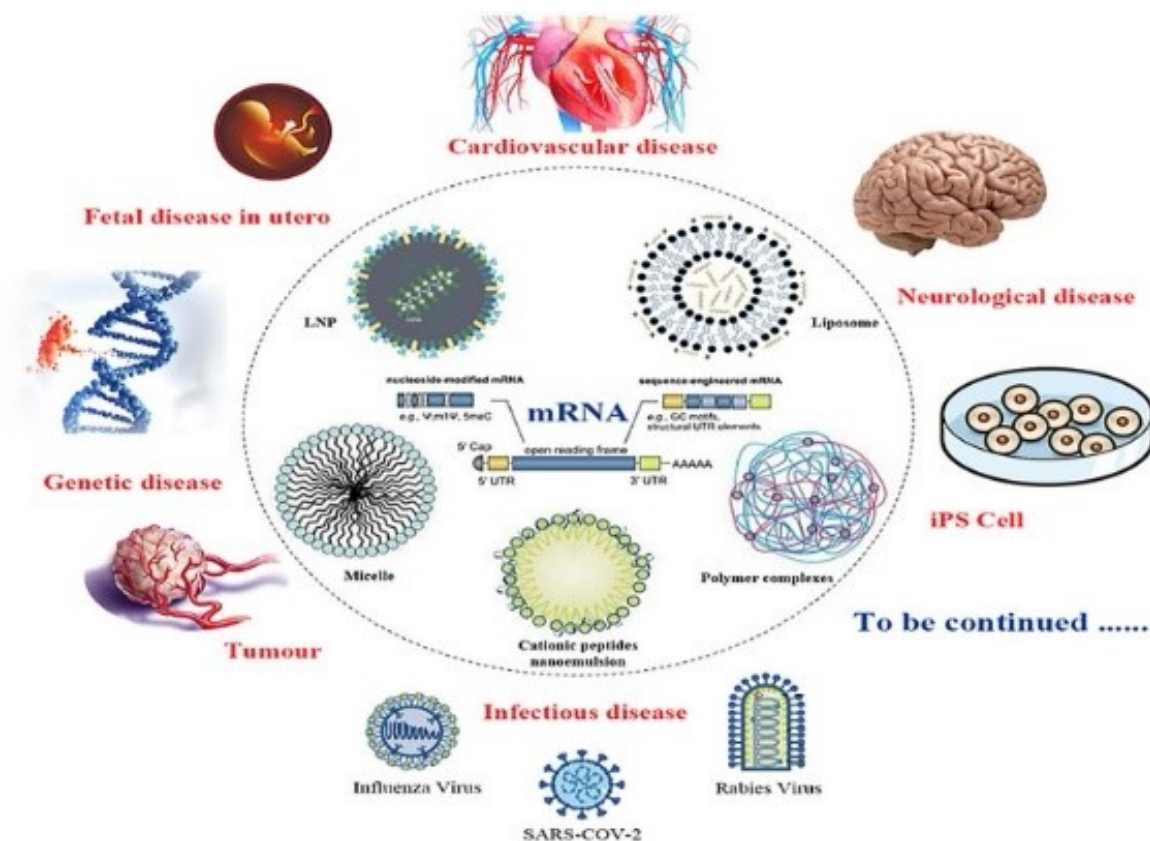 Cardiovascular disease
Fetal disease in utero
Neurological disease
LNP
Liposome
nucleoside-modified mRNA
e.g., Ψ,m1Ψ, 5meC
mRNA
sequence-engineered mRNA
e.g., GC motifs,
structural UTR elements
5' Cap
open reading frame
AAAAA
5' UTR
3' UTR
Genetic disease
iPS Cell
Micelle
Polymer complexes
Cationic peptides
nanoemulsion
To be continued ......
Tumour
Infectious disease
Influenza Virus
SARS-COV-2
Rabies Virus